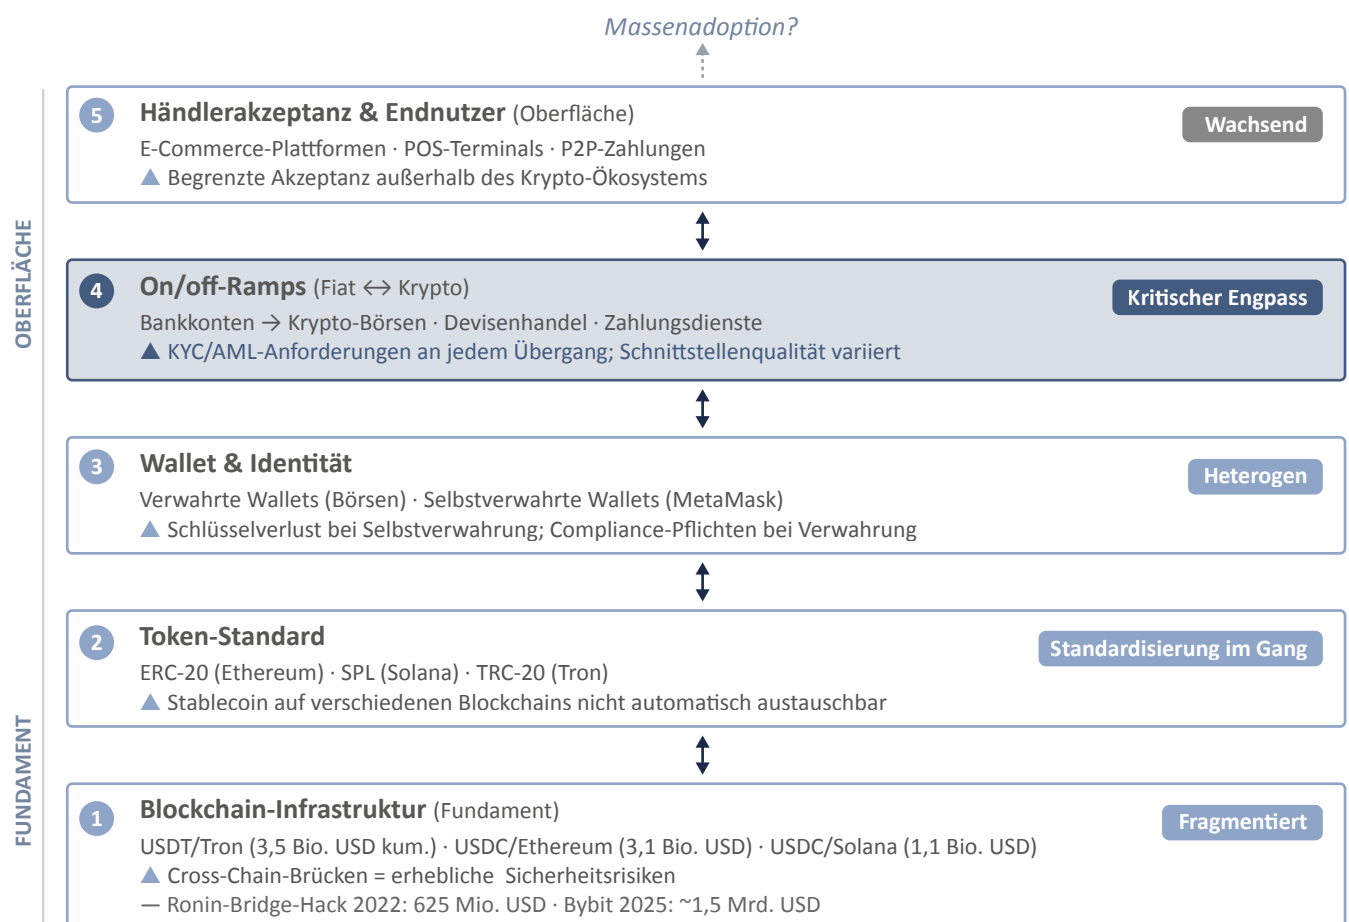 Massenadoption?
5 Händlerakzeptanz & Endnutzer (Oberfläche)
Wachsend
E-Commerce-Plattformen · POS-Terminals · P2P-Zahlungen
▲ Begrenzte Akzeptanz außerhalb des Krypto-Ökosystems
OBERFLÄCHE
4 On/off-Ramps (Fiat ↔ Krypto)
Kritischer Engpass
Bankkonten → Krypto-Börsen · Devisenhandel · Zahlungsdienste
▲ KYC/AML-Anforderungen an jedem Übergang; Schnittstellenqualität variiert
3 Wallet & Identität
Heterogen
Verwahrte Wallets (Börsen) · Selbstverwahrte Wallets (MetaMask)
▲ Schlüsselverlust bei Selbstverwahrung; Compliance-Pflichten bei Verwahrung
2 Token-Standard
Standardisierung im Gang
ERC-20 (Ethereum) · SPL (Solana) · TRC-20 (Tron)
▲ Stablecoin auf verschiedenen Blockchains nicht automatisch austauschbar
FUNDAMENT
1 Blockchain-Infrastruktur (Fundament)
Fragmentiert
USDT/Tron (3,5 Bio. USD kum.) · USDC/Ethereum (3,1 Bio. USD) · USDC/Solana (1,1 Bio. USD)
▲ Cross-Chain-Brücken = erhebliche Sicherheitsrisiken
— Ronin-Bridge-Hack 2022: 625 Mio. USD · Bybit 2025: ~1,5 Mrd. USD